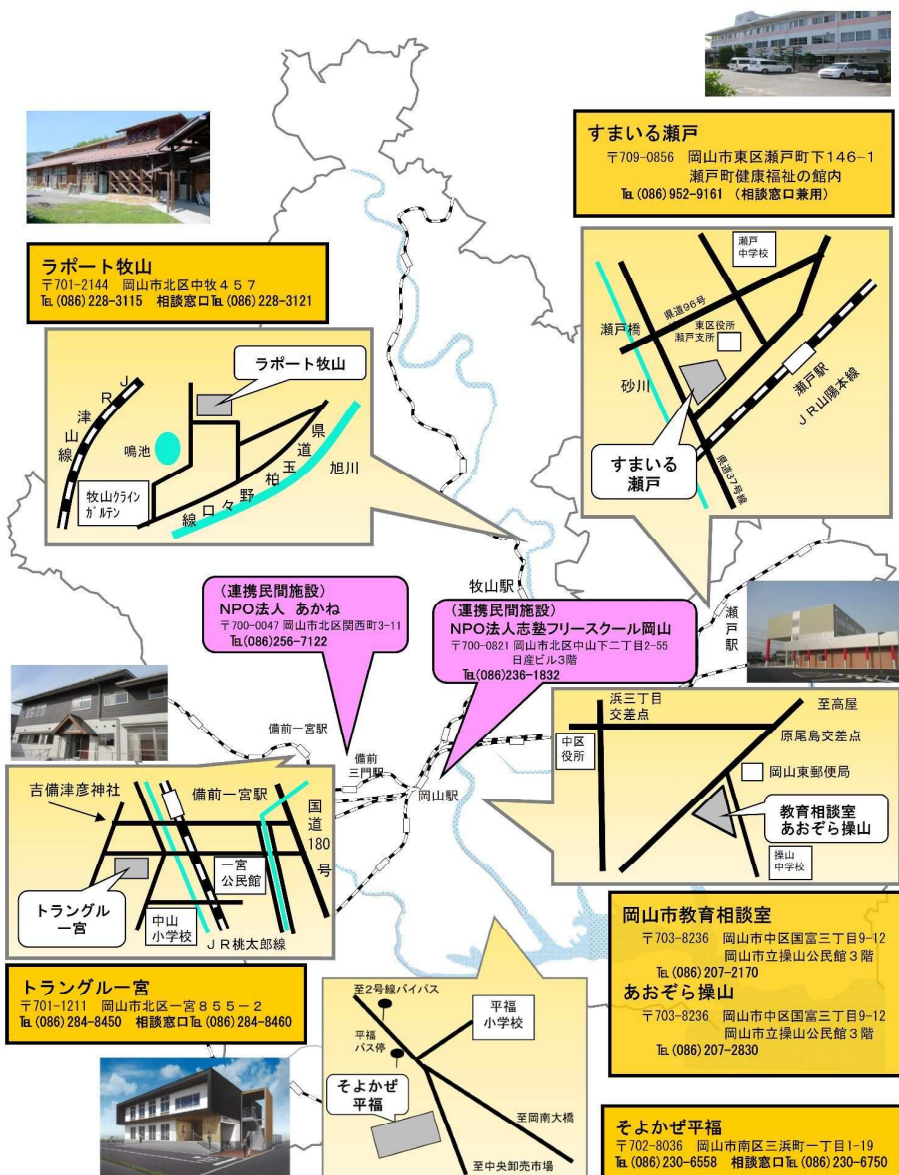 すまいる瀬戸
〒709-0856 岡山市東区瀬戸町下146-1
瀬戸町健康福祉の館内
℡(086)952-9161 (相談窓口兼用)
ラポート牧山
〒701-2144 岡山市北区中牧457
℡(086)228-3115 相談窓口℡(086)228-3121
瀬戸中学校
県道96号
瀬戸橋
東区役所
瀬戸支所
砂川
瀬戸駅
JR山陽本線
すまいる
瀬戸
県道37号線
ラポート牧山
JR津山線
鳴池
牧山クライン
ガルテン
県道玉柏野々口線
旭川
牧山駅
瀬戸駅
(連携民間施設)
NPO法人 あかね
〒700-0047 岡山市北区関西町3-11
℡(086)256-7122
(連携民間施設)
NPO法人志塾フリースクール岡山
〒700-0821 岡山市北区中山下二丁目2-55
日産ビル3階
℡(086)236-1832
備前一宮駅
備前
三門駅
岡山駅
浜三丁目
交差点
至高屋
中区
役所
原尾島交差点
岡山東郵便局
教育相談室
あおぞら操山
操山
中学校
吉備津彦神社
備前一宮駅
国道180号
一宮
公民館
トラングル
一宮
中山
小学校
JR桃太郎線
岡山市教育相談室
〒703-8236 岡山市中区国富三丁目9-12
岡山市立操山公民館3階
℡(086)207-2170
あおぞら操山
〒703-8236 岡山市中区国富三丁目9-12
岡山市立操山公民館3階
℡(086)207-2830
トラングル一宮
〒701-1211 岡山市北区一宮855-2
℡(086)284-8450 相談窓口℡(086)284-8460
至2号線バイパス
平福
小学校
平福
バス停
そよかぜ
平福
至岡南大橋
至中央卸売市場
そよかぜ平福
〒702-8036 岡山市南区三浜町一丁目1-19
℡(086)230-6558 相談窓口℡(086)230-6750